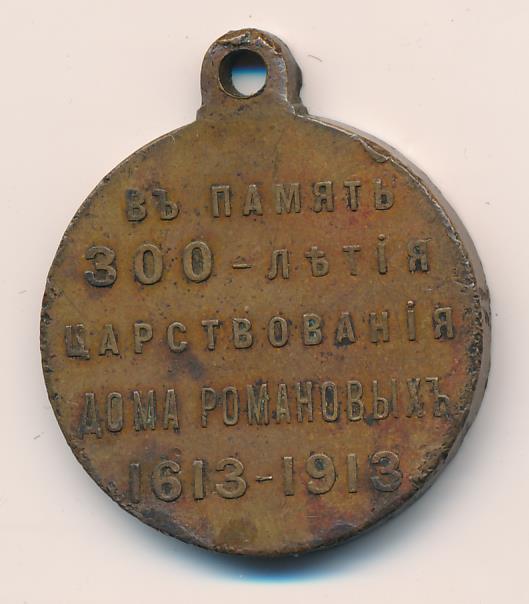 ВЪ ПАМЯТЬ
300-ЛѢТІЯ
ЦАРСТВОВАНІЯ
ДОМА РОМАНОВЫХЪ
1613-1913